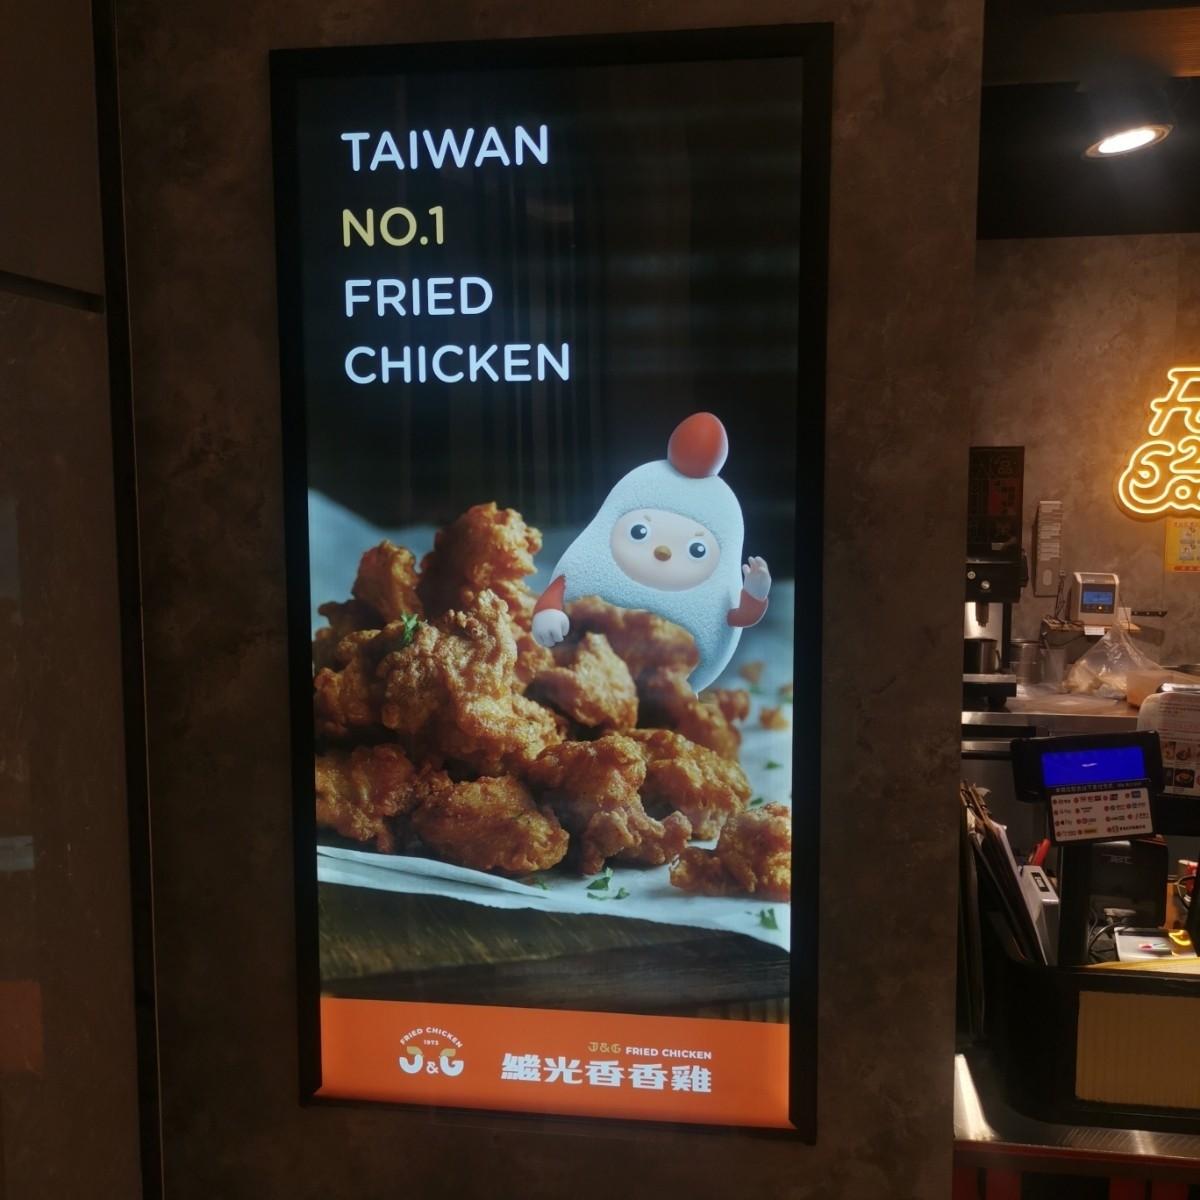 TAIWAN
NO.1
FRIED
CHICKEN
FRIED CHICKEN
1973
J&G
J&G FRIED CHICKEN
繼光香香雞